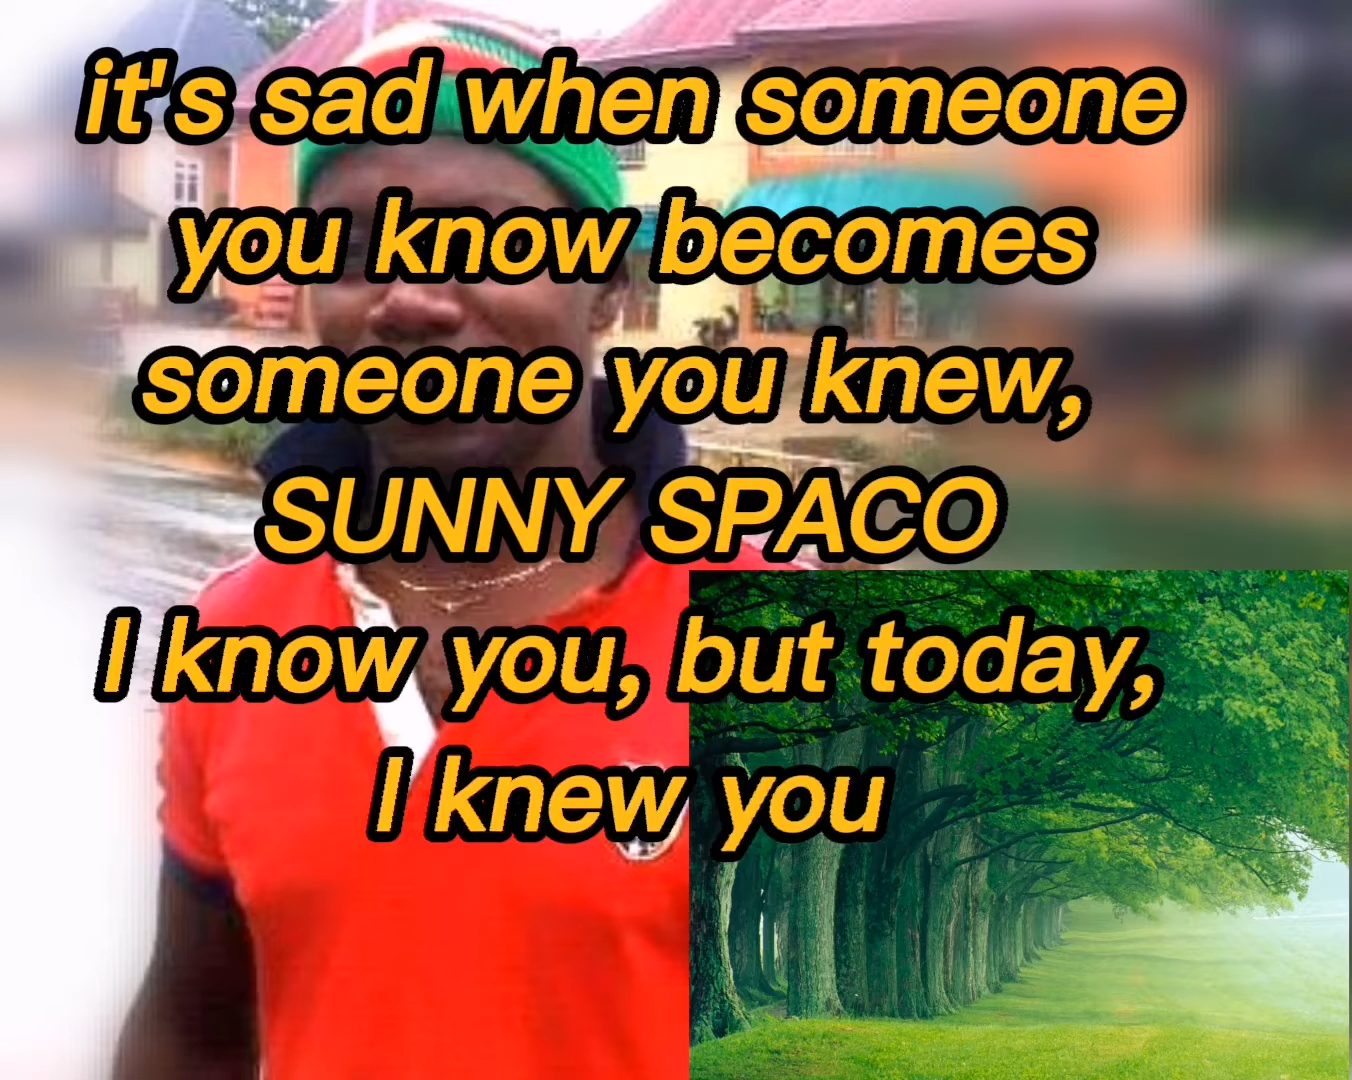 it's sad when someone
you know becomes
someone you knew,
SUNNY SPACO
I know you, but today,
I knew you